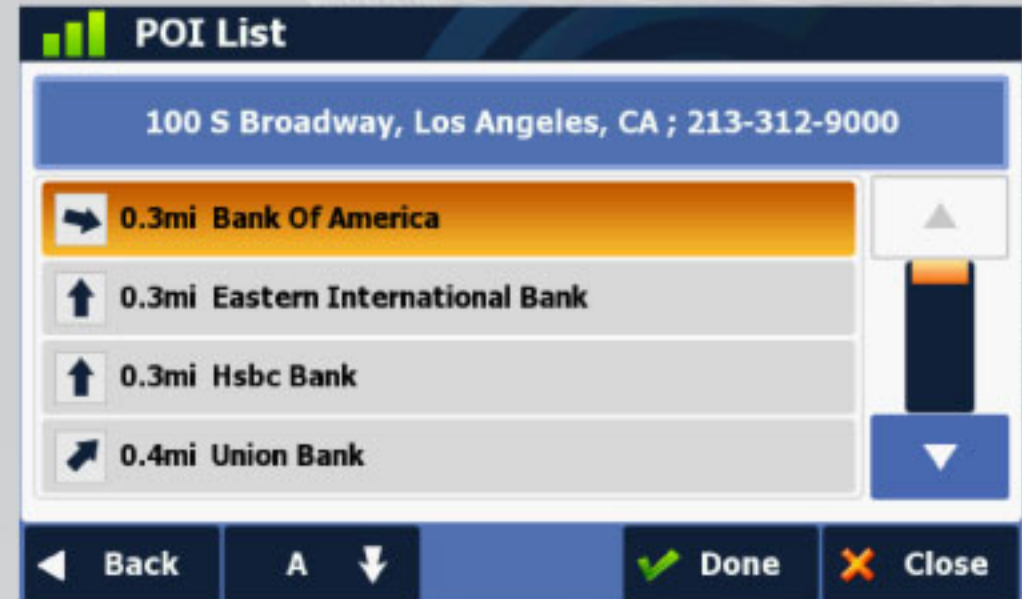 POI List
100 S Broadway, Los Angeles, CA ; 213-312-9000
0.3mi Bank Of America
0.3mi Eastern International Bank
0.3mi Hsbc Bank
0.4mi Union Bank
Back A Done Close